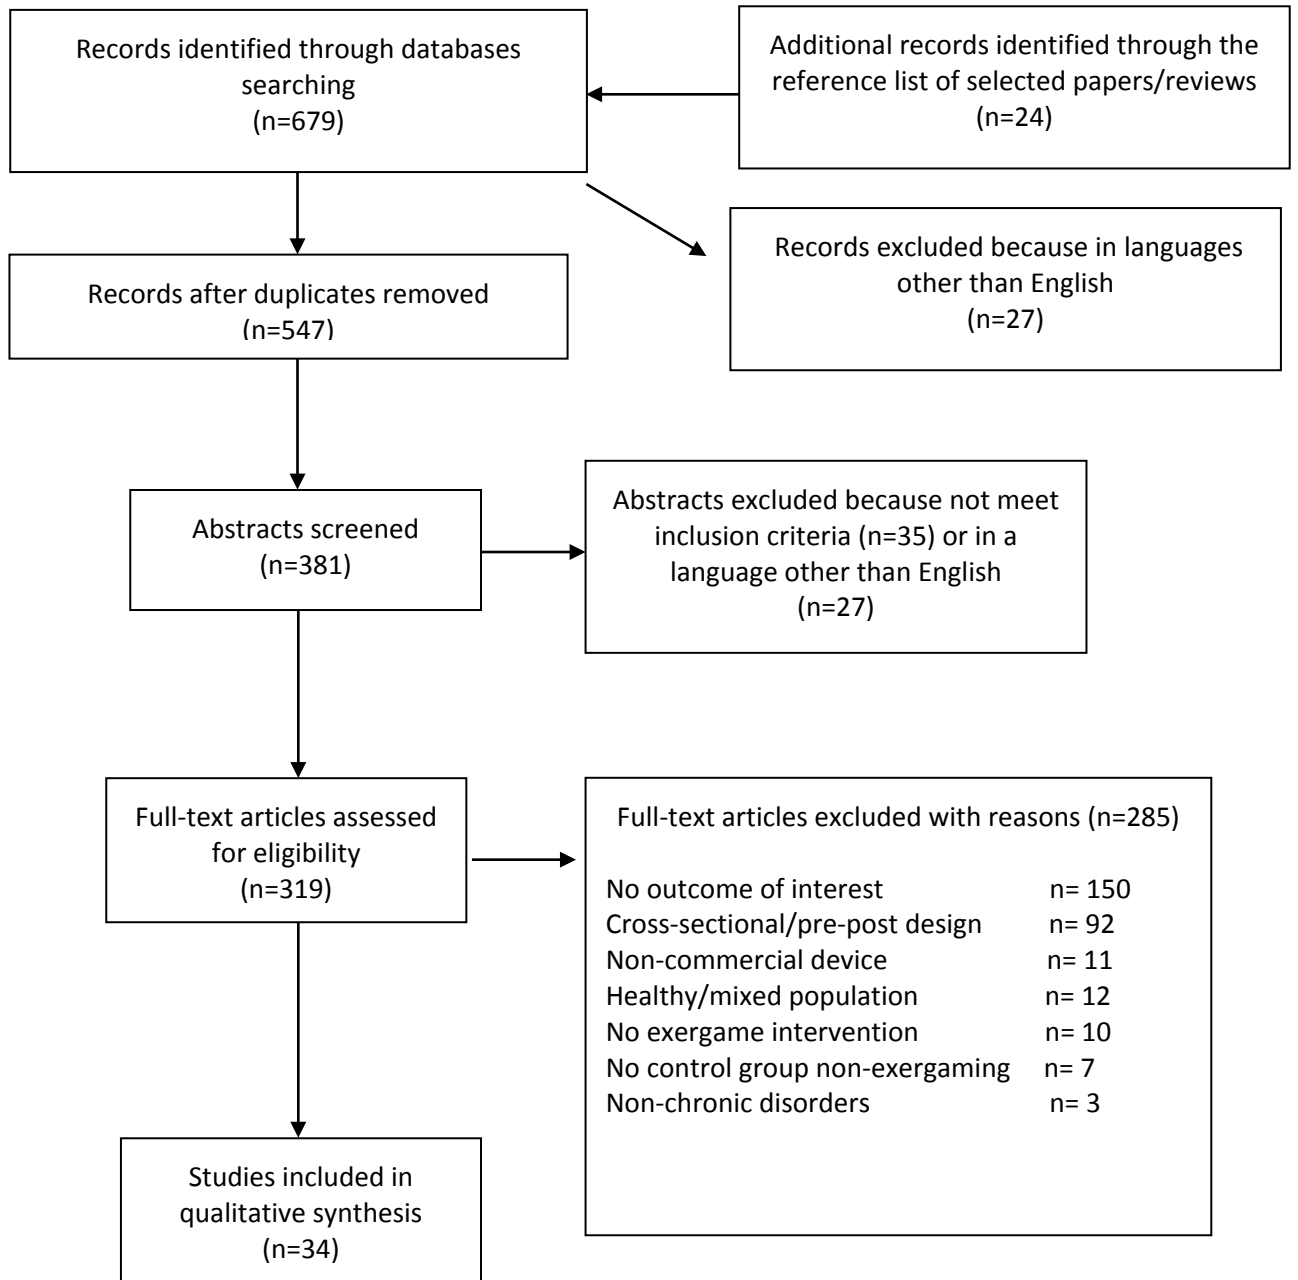 Records identified through databases
searching
(n=679)
Additional records identified through the
reference list of selected papers/reviews
(n=24)
Records excluded because in languages
other than English
(n=27)
Records after duplicates removed
(n=547)
Abstracts screened
(n=381)
Abstracts excluded because not meet
inclusion criteria (n=35) or in a
language other than English
(n=27)
Full-text articles assessed
for eligibility
(n=319)
Full-text articles excluded with reasons (n=285)
No outcome of interest n= 150
Cross-sectional/pre-post design n= 92
Non-commercial device n= 11
Healthy/mixed population n= 12
No exergame intervention n= 10
No control group non-exergaming n= 7
Non-chronic disorders n= 3
Studies included in
qualitative synthesis
(n=34)